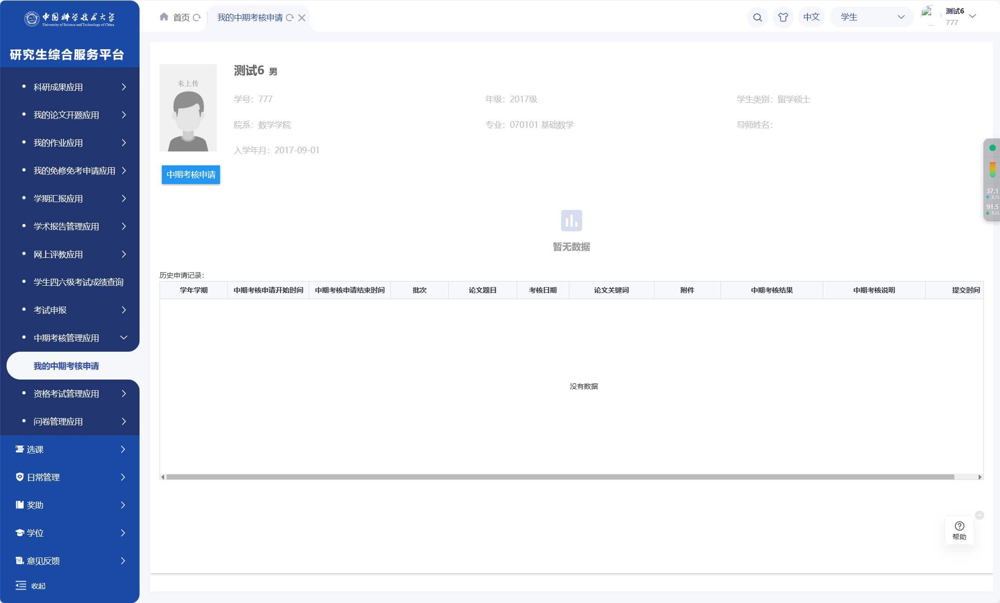 中国科学技术大学
University of Science and Technology of China
研究生综合服务平台
科研成果应用
我的论文开题应用
我的作业应用
我的免修免考申请应用
学期汇报应用
学术报告管理应用
网上评教应用
学生四六级考试成绩查询
考试申报
中期考核管理应用
我的中期考核申请
资格考试管理应用
问卷管理应用
选课
日常管理
奖助
学位
意见反馈
收起
首页 我的中期考核申请 中文 学生 测试6
777
未上传
测试6 男
学号：777 年级：2017级 学生类别：留学硕士
院系：数学学院 专业：070101 基础数学 导师姓名：
入学年月：2017-09-01
中期考核申请
暂无数据
历史申请记录：
学年学期 中期考核申请开始时间 中期考核申请结束时间 批次 论文题目 考核日期 论文关键词 附件 中期考核结果 中期考核说明 提交时间
没有数据
37.1
K/s
91.5
K/s
帮助